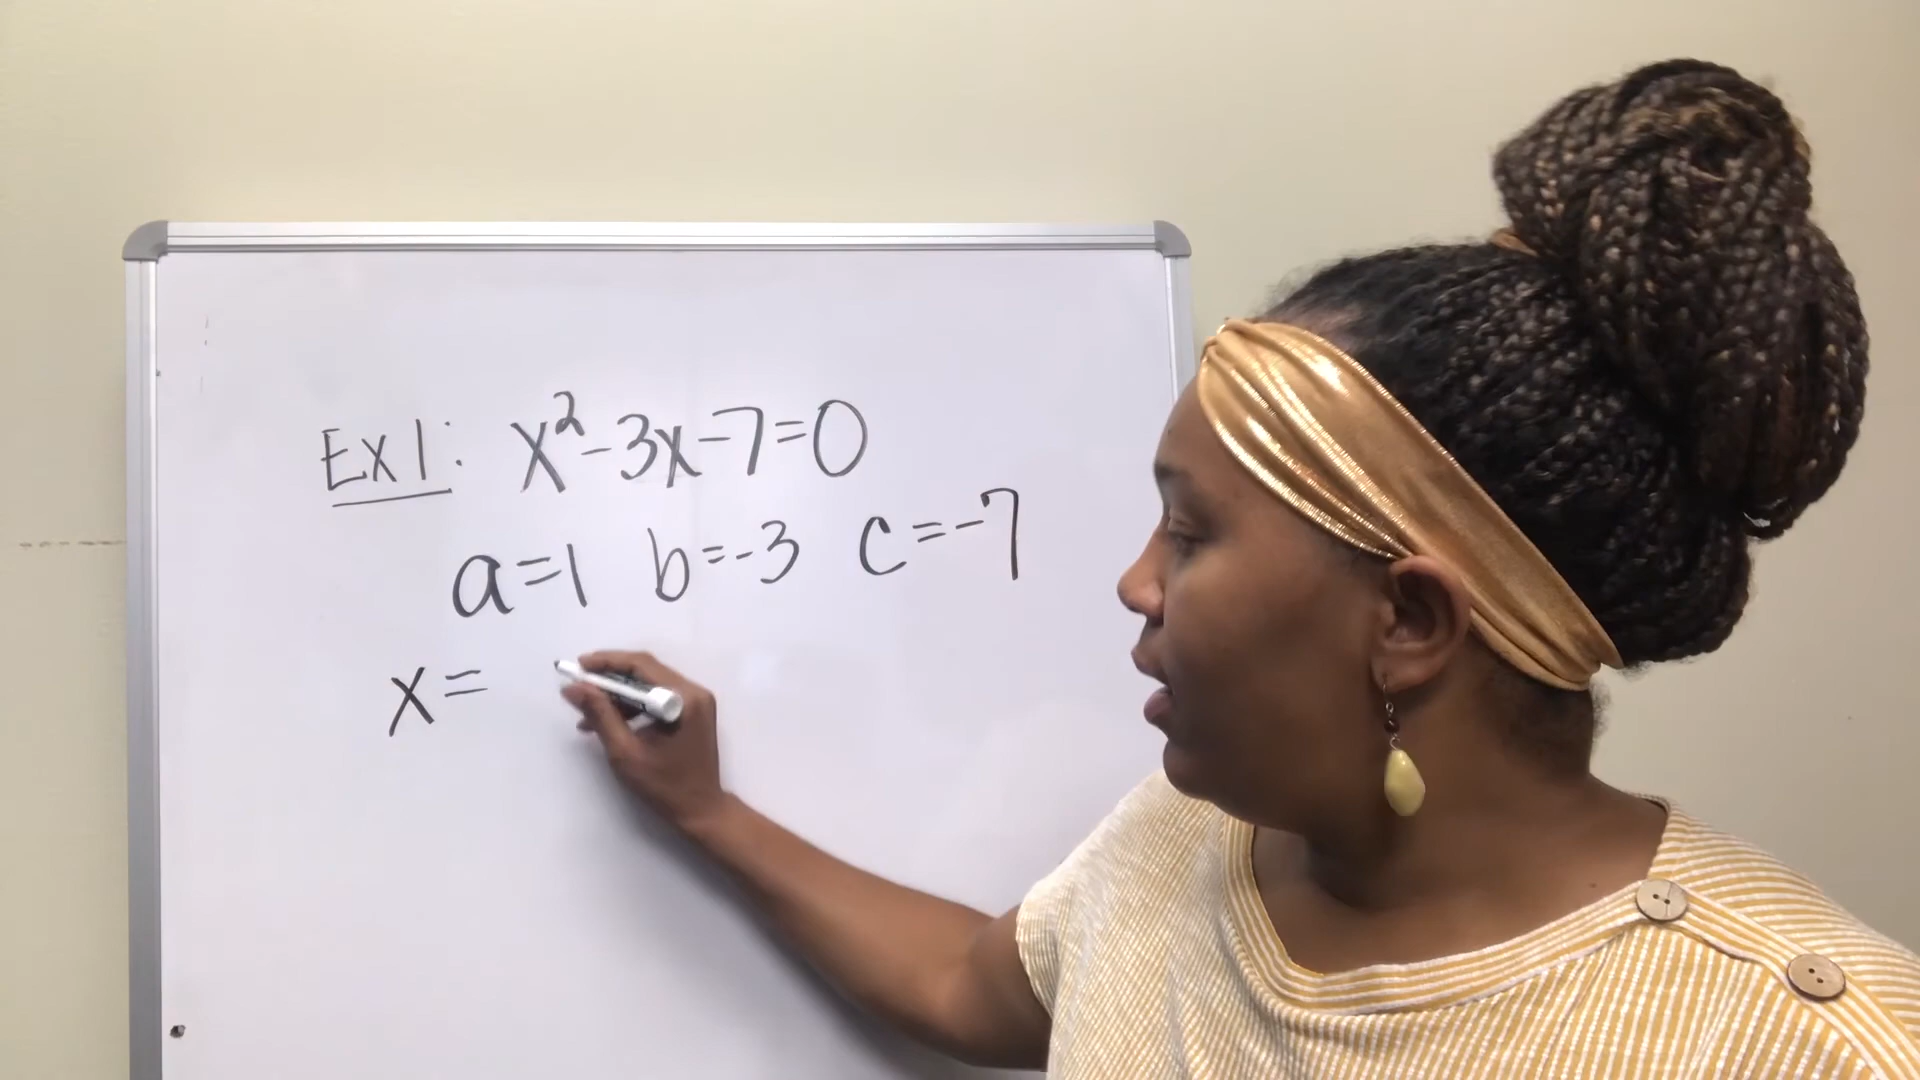 Ex1: x²-3x-7=0
a=1 b=-3 c=-7
x=